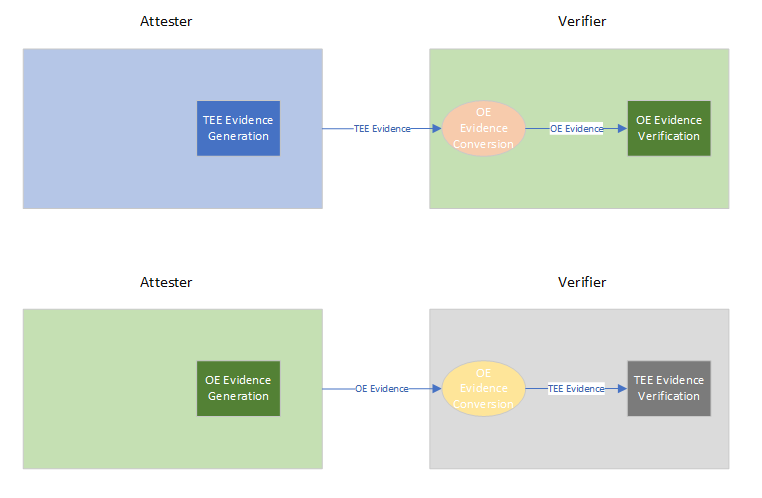 Attester
Verifier
TEE Evidence
Generation
TEE Evidence
OE
Evidence
Conversion
OE Evidence
OE Evidence
Verification
Attester
Verifier
OE Evidence
Generation
OE Evidence
OE
Evidence
Conversion
TEE Evidence
TEE Evidence
Verification